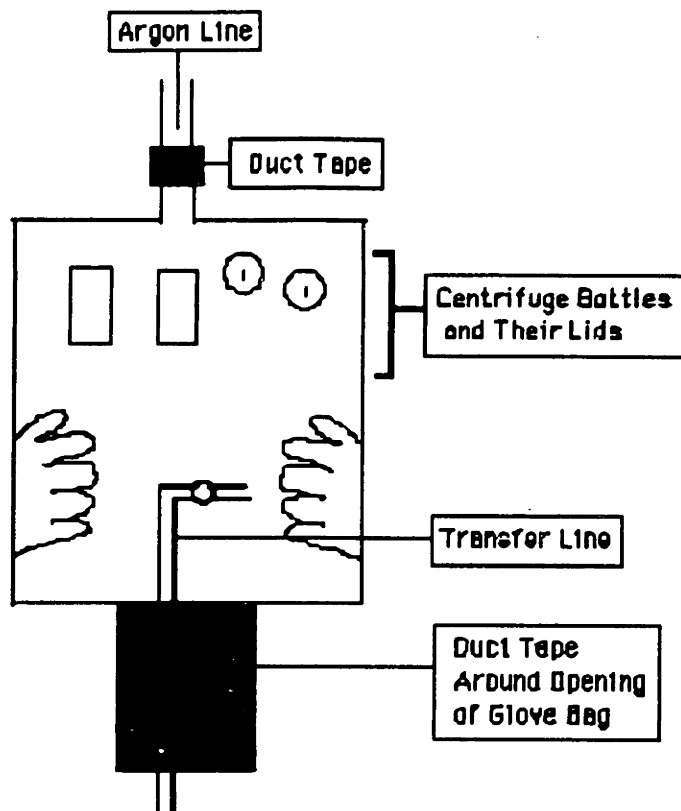 Argon Line
Duct Tape
Centrifuge Bottles
and Their Lids
Transfer Line
Duct Tape
Around Opening
of Glove Bag